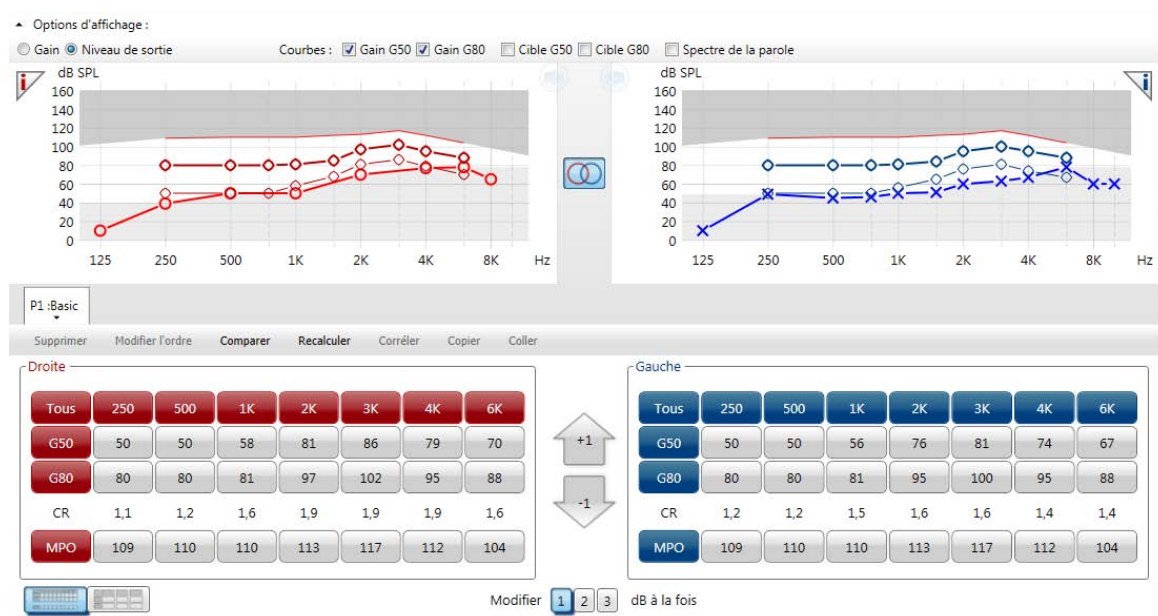 Options d'affichage :
Gain Niveau de sortie Courbes : Gain G50 Gain G80 Cible G50 Cible G80 Spectre de la parole
i dB SPL dB SPL i
160 160
140 140
120 120
100 100
80 80
60 60
40 40
20 20
0 0
125 250 500 1K 2K 4K 8K Hz 125 250 500 1K 2K 4K 8K Hz
P1 :Basic
Supprimer Modifier l'ordre Comparer Recalculer Corréler Copier Coller
Droite Gauche
Tous 250 500 1K 2K 3K 4K 6K Tous 250 500 1K 2K 3K 4K 6K
G50 50 50 58 81 86 79 70 +1 G50 50 50 56 76 81 74 67
G80 80 80 81 97 102 95 88 G80 80 80 81 95 100 95 88
CR 1,1 1,2 1,6 1,9 1,9 1,9 1,6 -1 CR 1,2 1,2 1,5 1,6 1,6 1,4 1,4
MPO 109 110 110 113 117 112 104 MPO 109 110 110 113 117 112 104
Modifier 1 2 3 dB à la fois